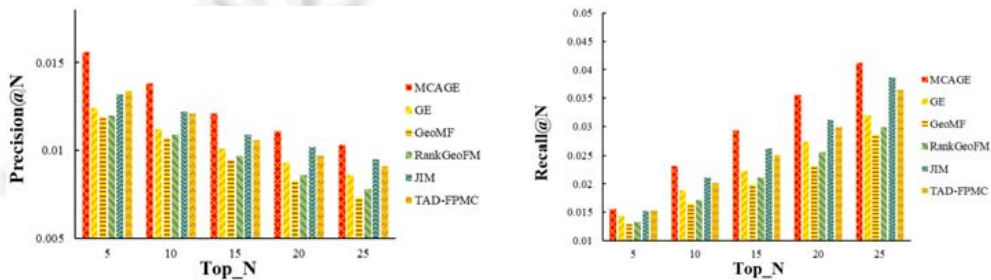 Precision@N
0.015
0.01
0.005
5 10 15 20 25
Top_N
MCAGE
GE
GeoMF
RankGeoFM
JIM
TAD-FPMC
Recall@N
0.05
0.045
0.04
0.035
0.03
0.025
0.02
0.015
0.01
5 10 15 20 25
Top_N
MCAGE
GE
GeoMF
RankGeoFM
JIM
TAD-FPMC